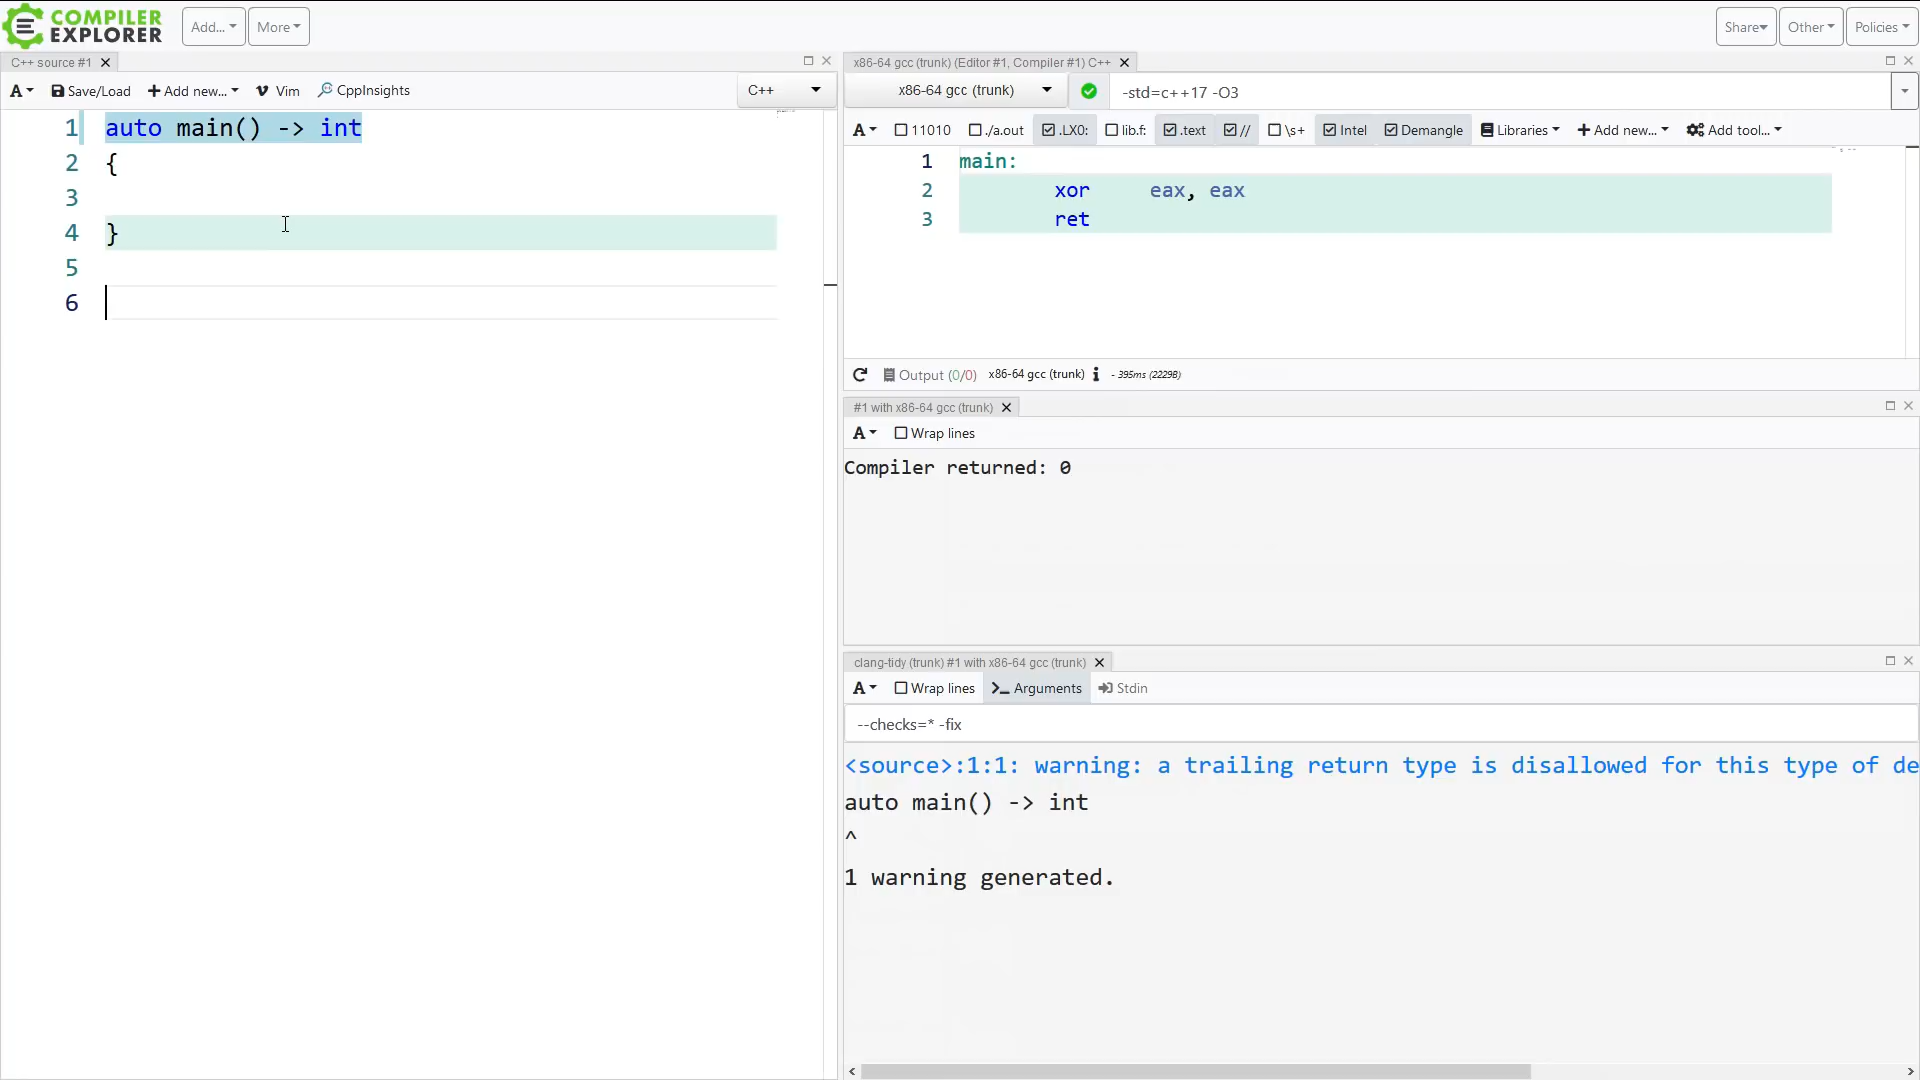 COMPILER
EXPLORER
Add...
More
Share
Other
Policies
C++ source #1
A
Save/Load
Add new...
Vim
CppInsights
C++
1 auto main() -> int
2 {
3
4 }
5
6
x86-64 gcc (trunk) (Editor #1, Compiler #1) C++
x86-64 gcc (trunk)
-std=c++17 -O3
A
11010
./a.out
.LX0:
lib.f:
.text
//
\s+
Intel
Demangle
Libraries
Add new...
Add tool...
1 main:
2 xor eax, eax
3 ret
Output (0/0) x86-64 gcc (trunk) i - 395ms (2229B)
#1 with x86-64 gcc (trunk)
A
Wrap lines
Compiler returned: 0
clang-tidy (trunk) #1 with x86-64 gcc (trunk)
A
Wrap lines
Arguments
Stdin
--checks=* -fix
<source>:1:1: warning: a trailing return type is disallowed for this type of de
auto main() -> int
^
1 warning generated.